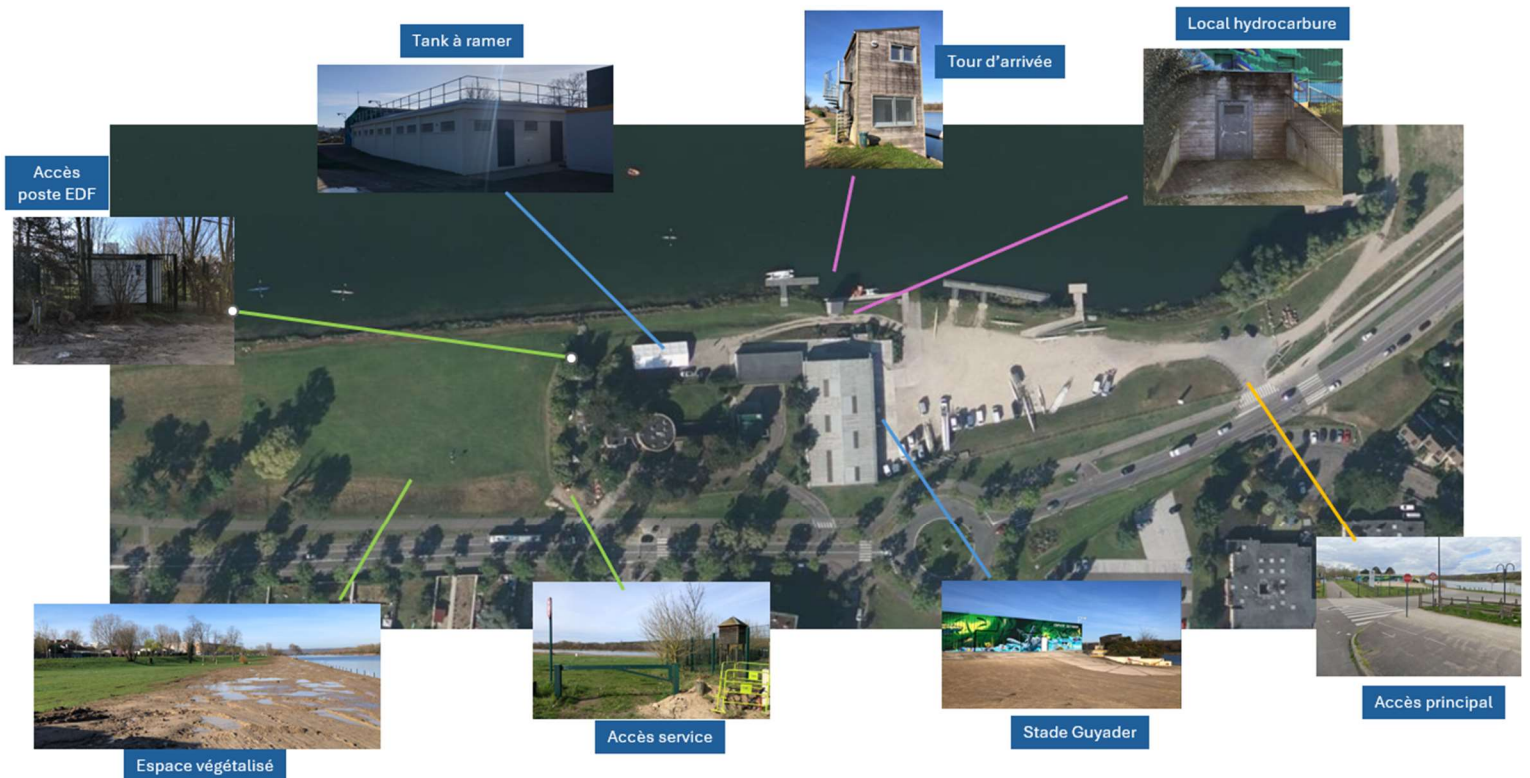 Tank à ramer
Tour d'arrivée
Local hydrocarbure
Accès
poste EDF
Espace végétalisé
Accès service
Stade Guyader
Accès principal